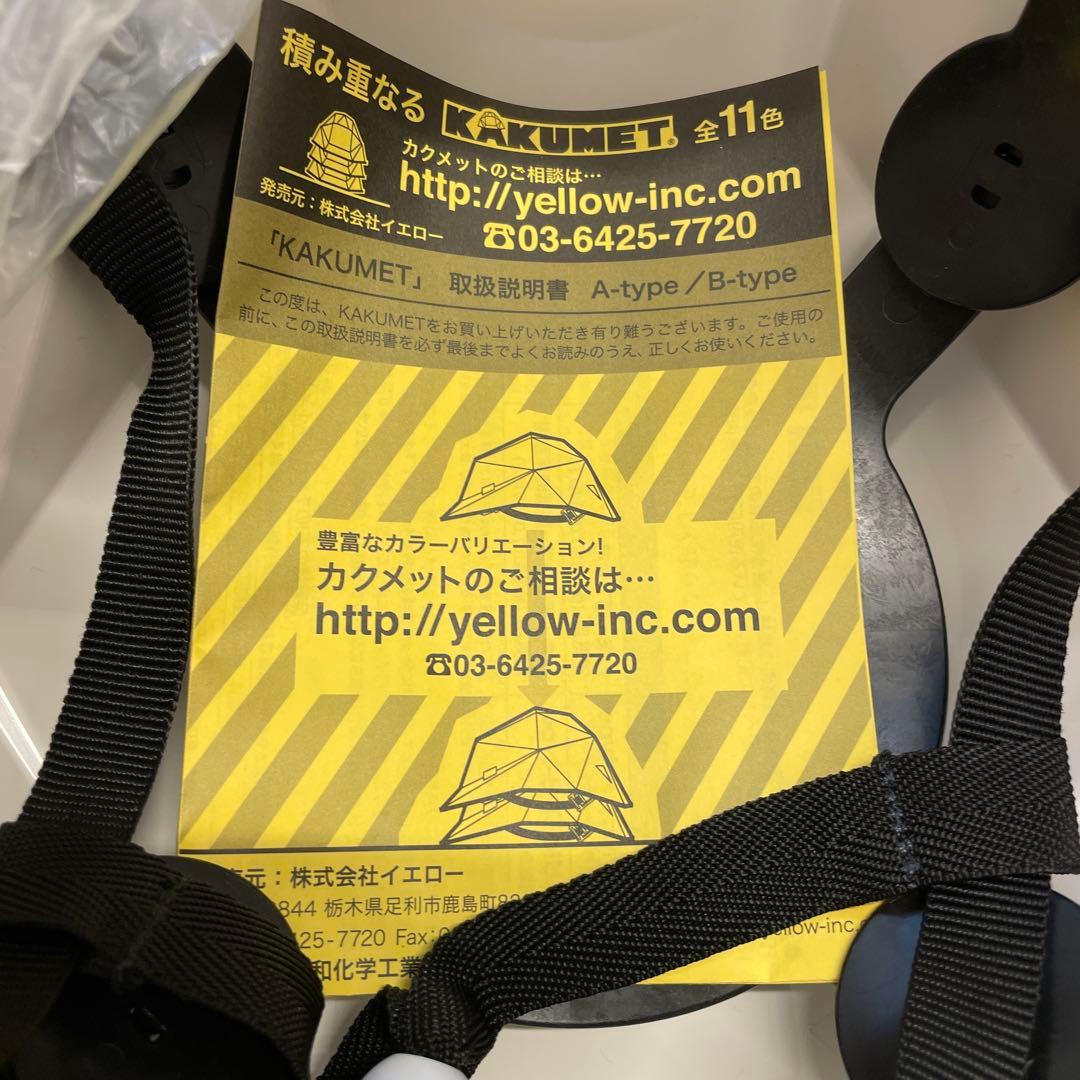 積み重なる KAKUMET® 全11色
カクメットのご相談は…
http://yellow-inc.com
発売元：株式会社イエロー ☎03-6425-7720
「KAKUMET」 取扱説明書 A-type／B-type
この度は、KAKUMETをお買い上げいただき有り難うございます。ご使用の
前に、この取扱説明書を必ず最後までよくお読みのうえ、正しくお使いください。
豊富なカラーバリエーション！
カクメットのご相談は…
http://yellow-inc.com
☎03-6425-7720
元：株式会社イエロー
844 栃木県足利市鹿島町
25-7720 Fax:0 yellow-inc.
和化学工業